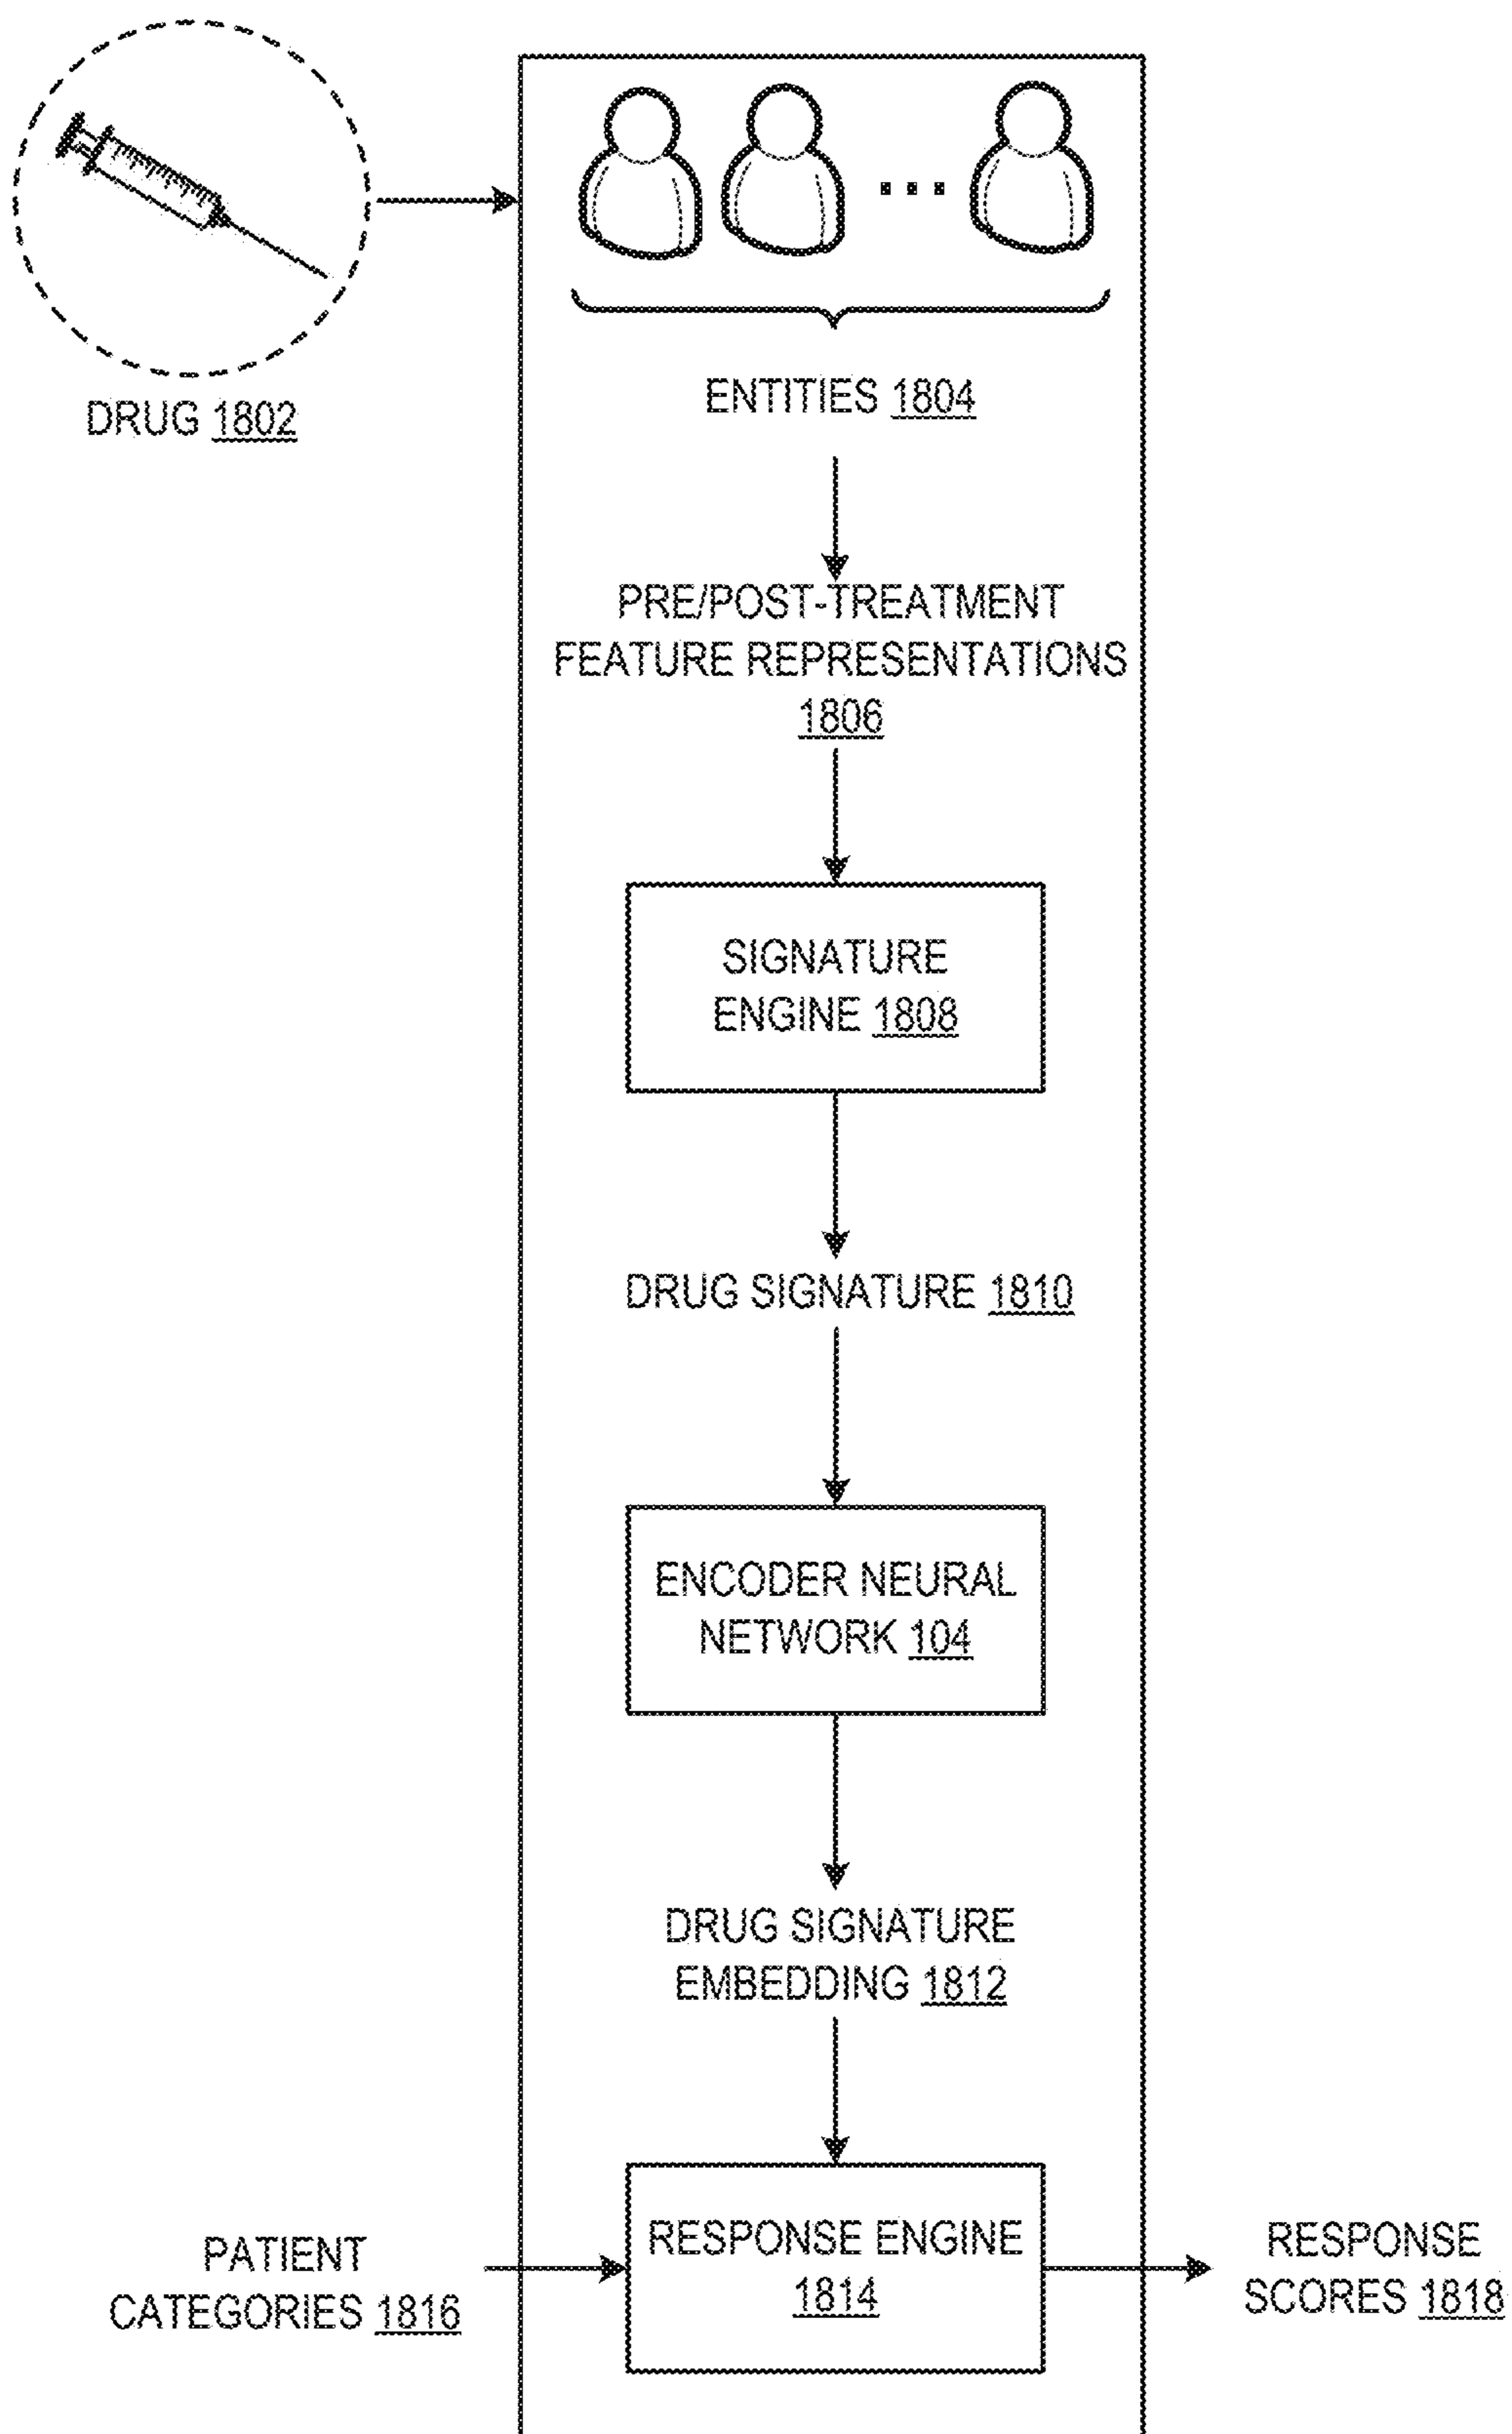 DRUG 1802
ENTITIES 1804
PRE/POST-TREATMENT
FEATURE REPRESENTATIONS
1806
SIGNATURE
ENGINE 1808
DRUG SIGNATURE 1810
ENCODER NEURAL
NETWORK 104
DRUG SIGNATURE
EMBEDDING 1812
PATIENT
CATEGORIES 1816
RESPONSE ENGINE
1814
RESPONSE
SCORES 1818